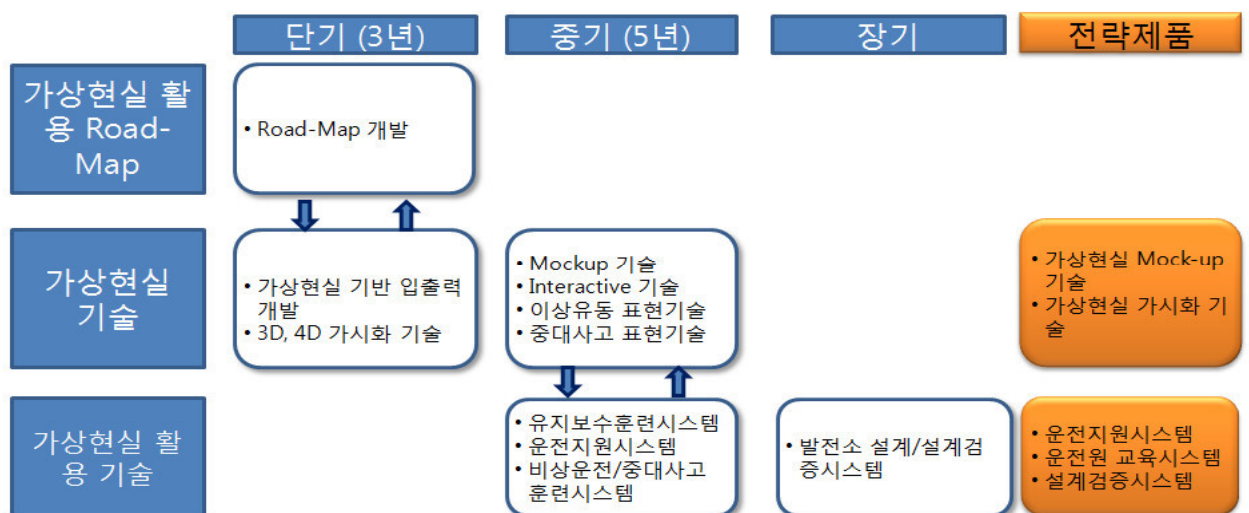 단기 (3년)
중기 (5년)
장기
전략제품
가상현실 활
용 Road-
Map
• Road-Map 개발
가상현실
기술
• 가상현실 기반 입출력
개발
• 3D, 4D 가시화 기술
• Mockup 기술
• Interactive 기술
• 이상유동 표현기술
• 중대사고 표현기술
• 가상현실 Mock-up
기술
• 가상현실 가시화 기
술
가상현실 활
용 기술
• 유지보수훈련시스템
• 운전지원시스템
• 비상운전/중대사고
훈련시스템
• 발전소 설계/설계검
증시스템
• 운전지원시스템
• 운전원 교육시스템
• 설계검증시스템